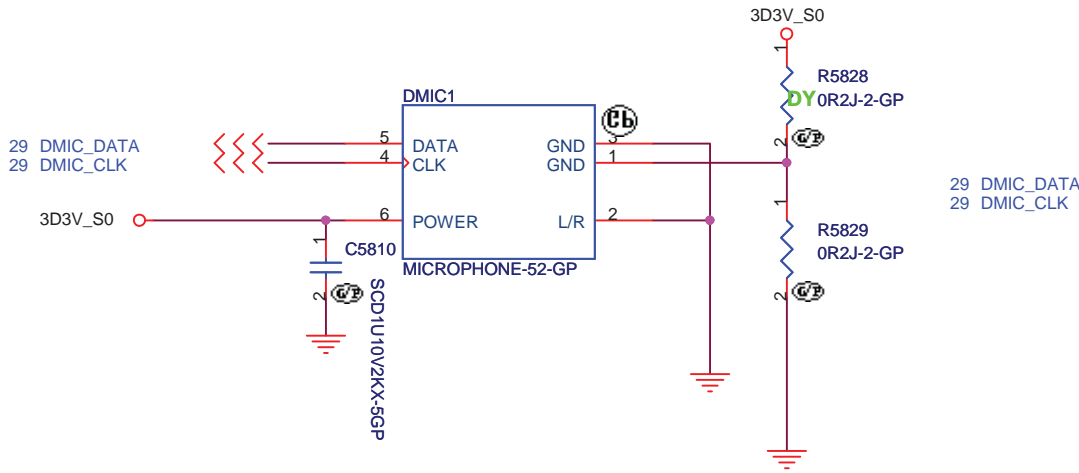 3D3V_S0
1
R5828
DY 0R2J-2-GP
2 G/P
DMIC1
Cb
29 DMIC_DATA
29 DMIC_CLK
5 DATA
4 CLK
GND 3
GND 1
29 DMIC_DATA
29 DMIC_CLK
3D3V_S0
6 POWER
L/R 2
1
R5829
0R2J-2-GP
2 G/P
1
C5810
2 G/P
SCD1U10V2KX-5GP
MICROPHONE-52-GP